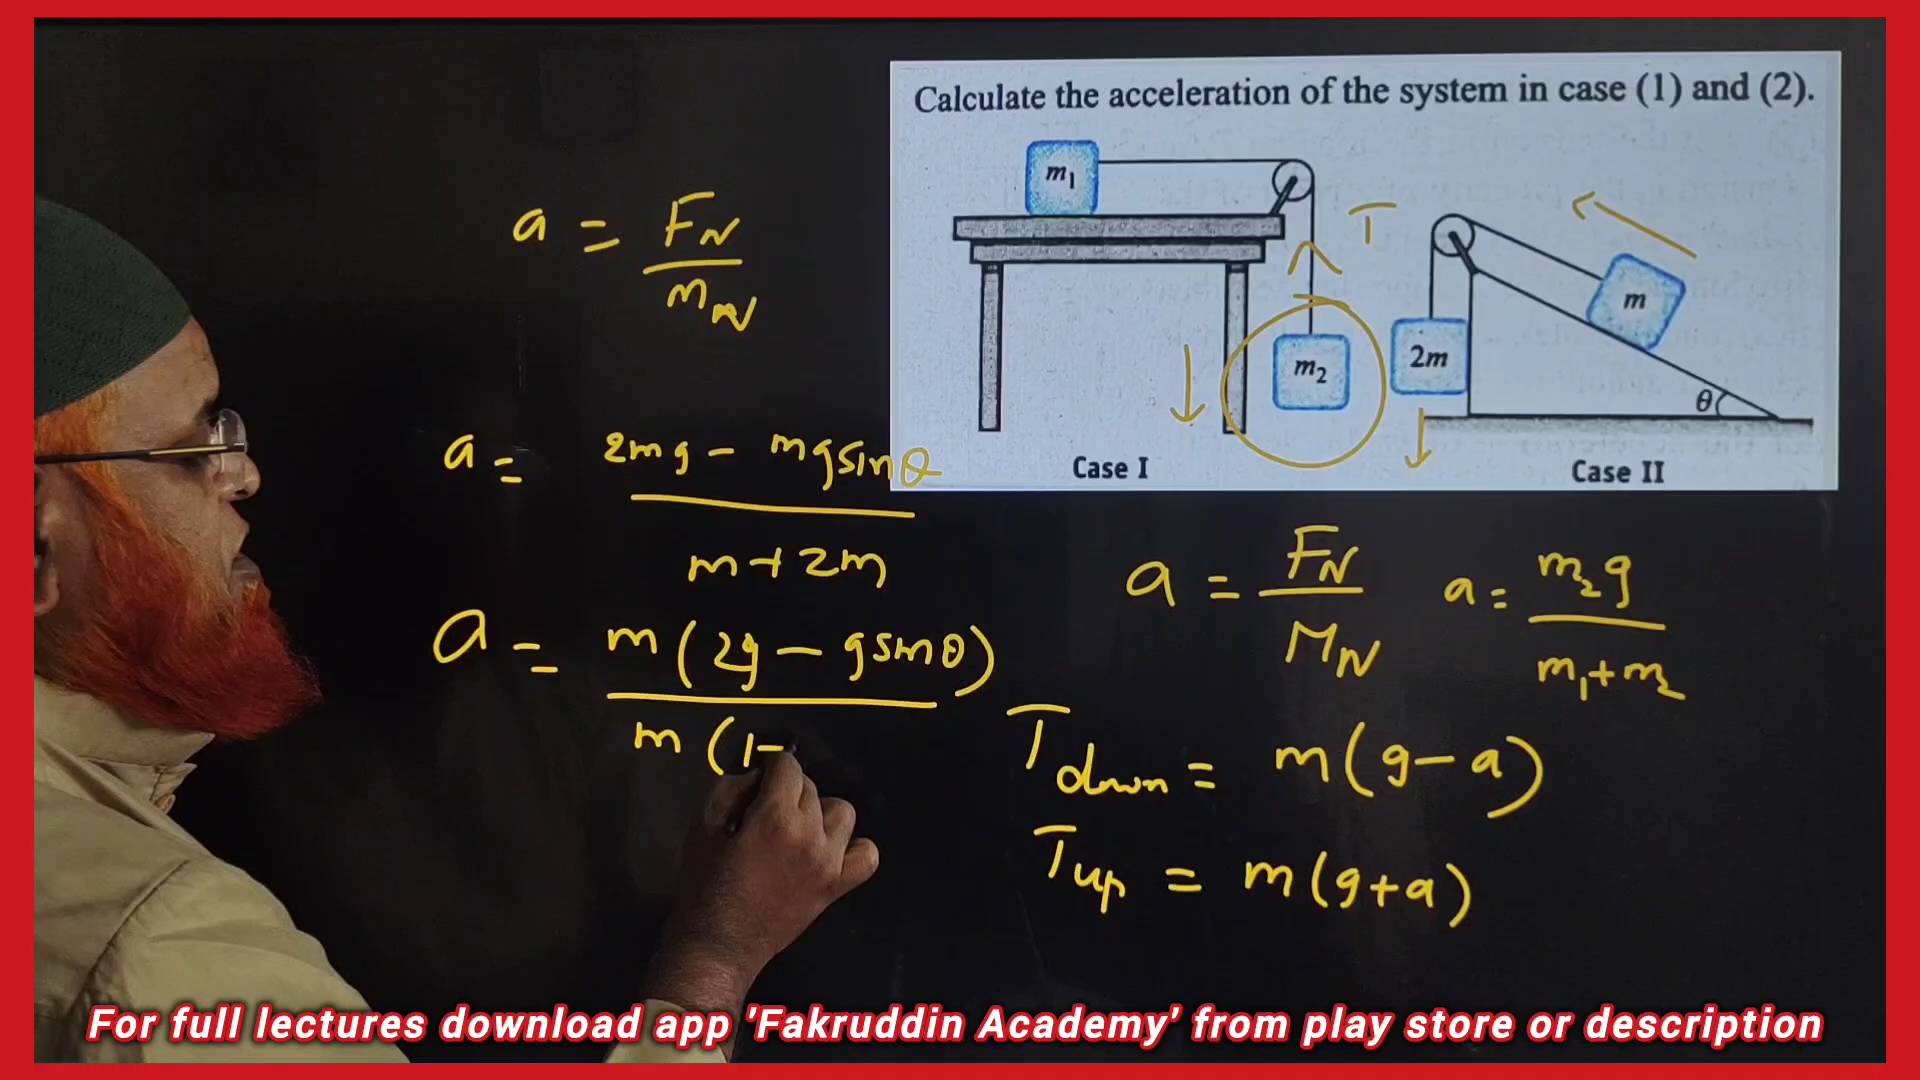 Calculate the acceleration of the system in case (1) and (2).
m1
T
m
m2
2m
θ
Case I
Case II
a = FN / mN
a = 2mg - mgsinθ / m+2m
a = m(2g - gsinθ) / m(1
a = FN / MN
a = m2g / m1+m2
Tdown = m(g-a)
Tup = m(g+a)
For full lectures download app 'Fakruddin Academy' from play store or description